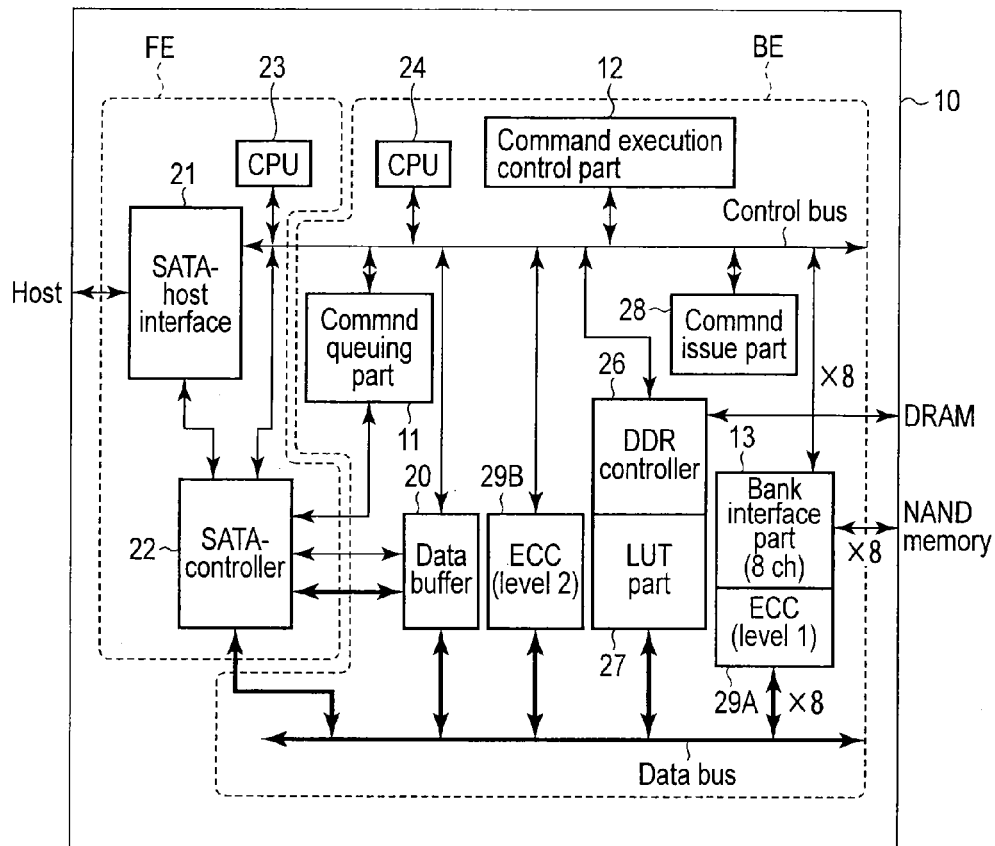 FE
23
24
12
BE
10
CPU
CPU
Command execution
control part
21
Control bus
SATA-
host
interface
Host
Commnd
queuing
part
28
Commnd
issue part
26
×8
11
DDR
controller
DRAM
13
20
29B
22
SATA-
controller
Data
buffer
ECC
(level 2)
LUT
part
Bank
interface
part
(8 ch)
NAND
memory
×8
ECC
(level 1)
27
29A
×8
Data bus